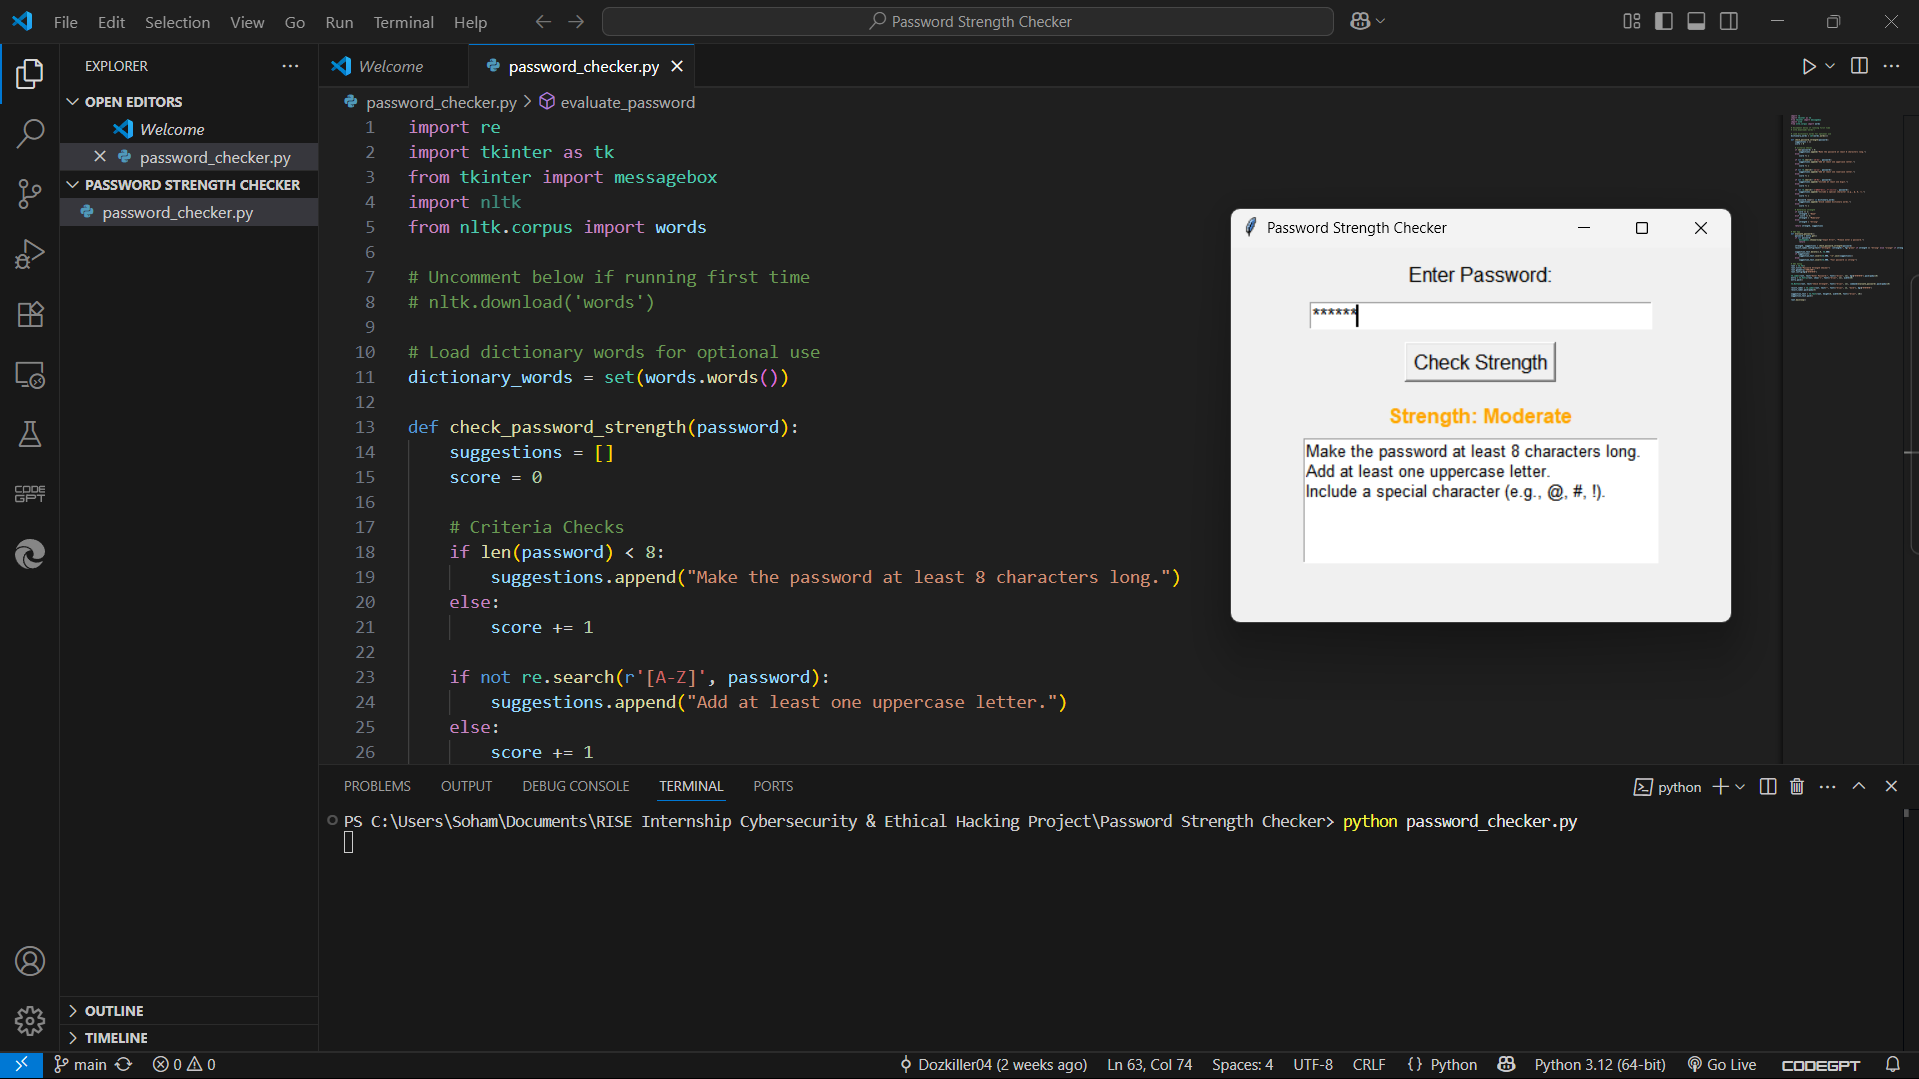 File Edit Selection View Go Run Terminal Help
Password Strength Checker
EXPLORER
OPEN EDITORS
Welcome
password_checker.py
PASSWORD STRENGTH CHECKER
password_checker.py
OUTLINE
TIMELINE
CODE
GPT
Welcome password_checker.py
password_checker.py > evaluate_password
1 import re
2 import tkinter as tk
3 from tkinter import messagebox
4 import nltk
5 from nltk.corpus import words
6
7 # Uncomment below if running first time
8 # nltk.download('words')
9
10 # Load dictionary words for optional use
11 dictionary_words = set(words.words())
12
13 def check_password_strength(password):
14 suggestions = []
15 score = 0
16
17 # Criteria Checks
18 if len(password) < 8:
19 suggestions.append("Make the password at least 8 characters long.")
20 else:
21 score += 1
22
23 if not re.search(r'[A-Z]', password):
24 suggestions.append("Add at least one uppercase letter.")
25 else:
26 score += 1
Password Strength Checker
Enter Password:
******
Check Strength
Strength: Moderate
Make the password at least 8 characters long.
Add at least one uppercase letter.
Include a special character (e.g., @, #, !).
PROBLEMS OUTPUT DEBUG CONSOLE TERMINAL PORTS
python
PS C:\Users\Soham\Documents\RISE Internship Cybersecurity & Ethical Hacking Project\Password Strength Checker> python password_checker.py
main 0 0 Dozkiller04 (2 weeks ago) Ln 63, Col 74 Spaces: 4 UTF-8 CRLF {} Python Python 3.12 (64-bit) Go Live CODEGPT